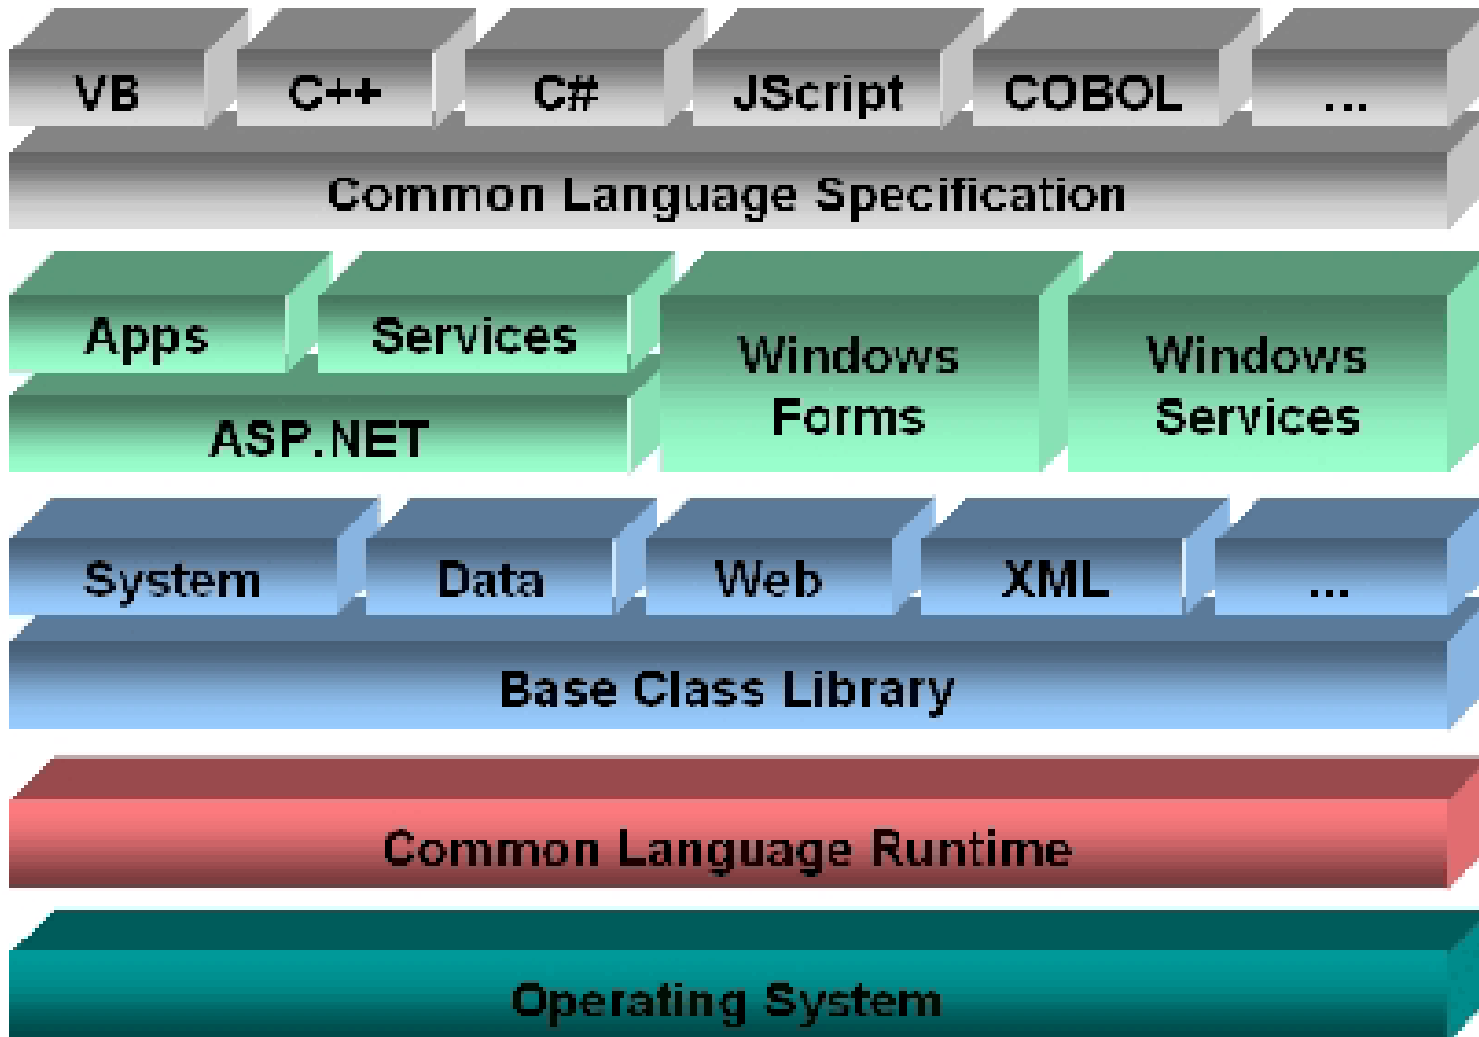 VB C++ C# JScript COBOL ...
Common Language Specification
Apps Services
Windows Forms
Windows Services
ASP.NET
System Data Web XML ...
Base Class Library
Common Language Runtime
Operating System